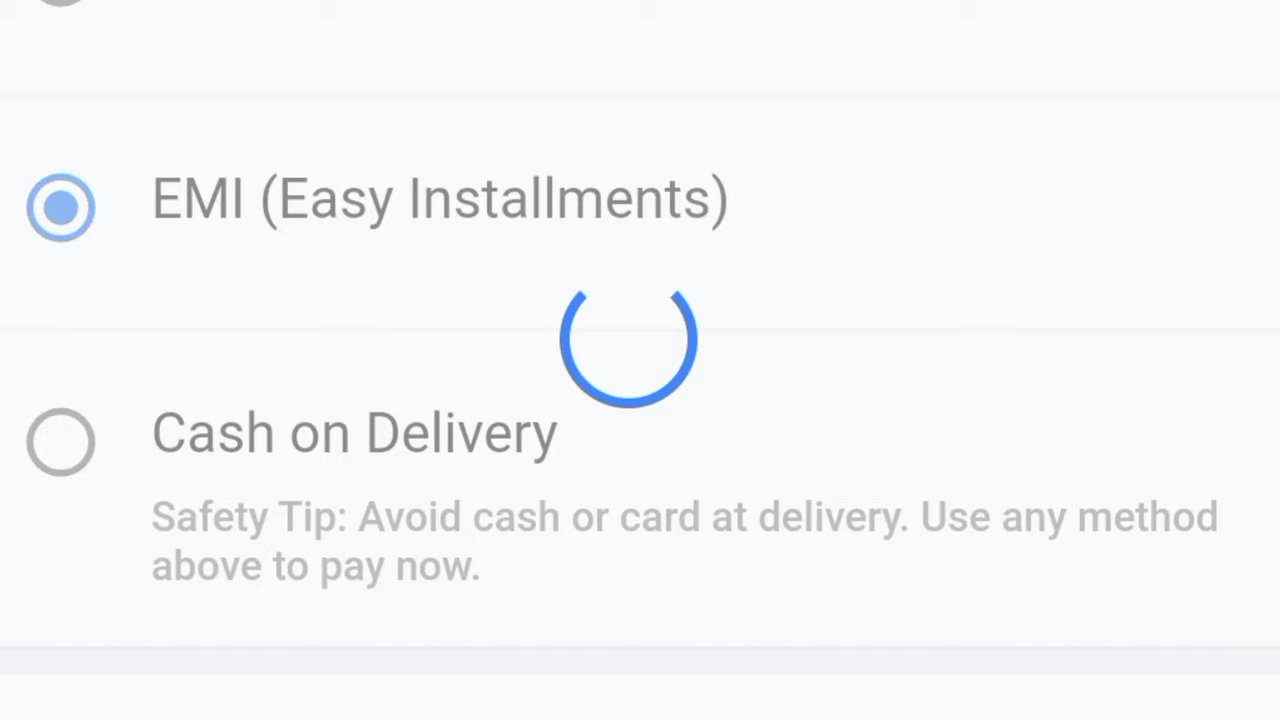 EMI (Easy Installments)
Cash on Delivery
Safety Tip: Avoid cash or card at delivery. Use any method
above to pay now.